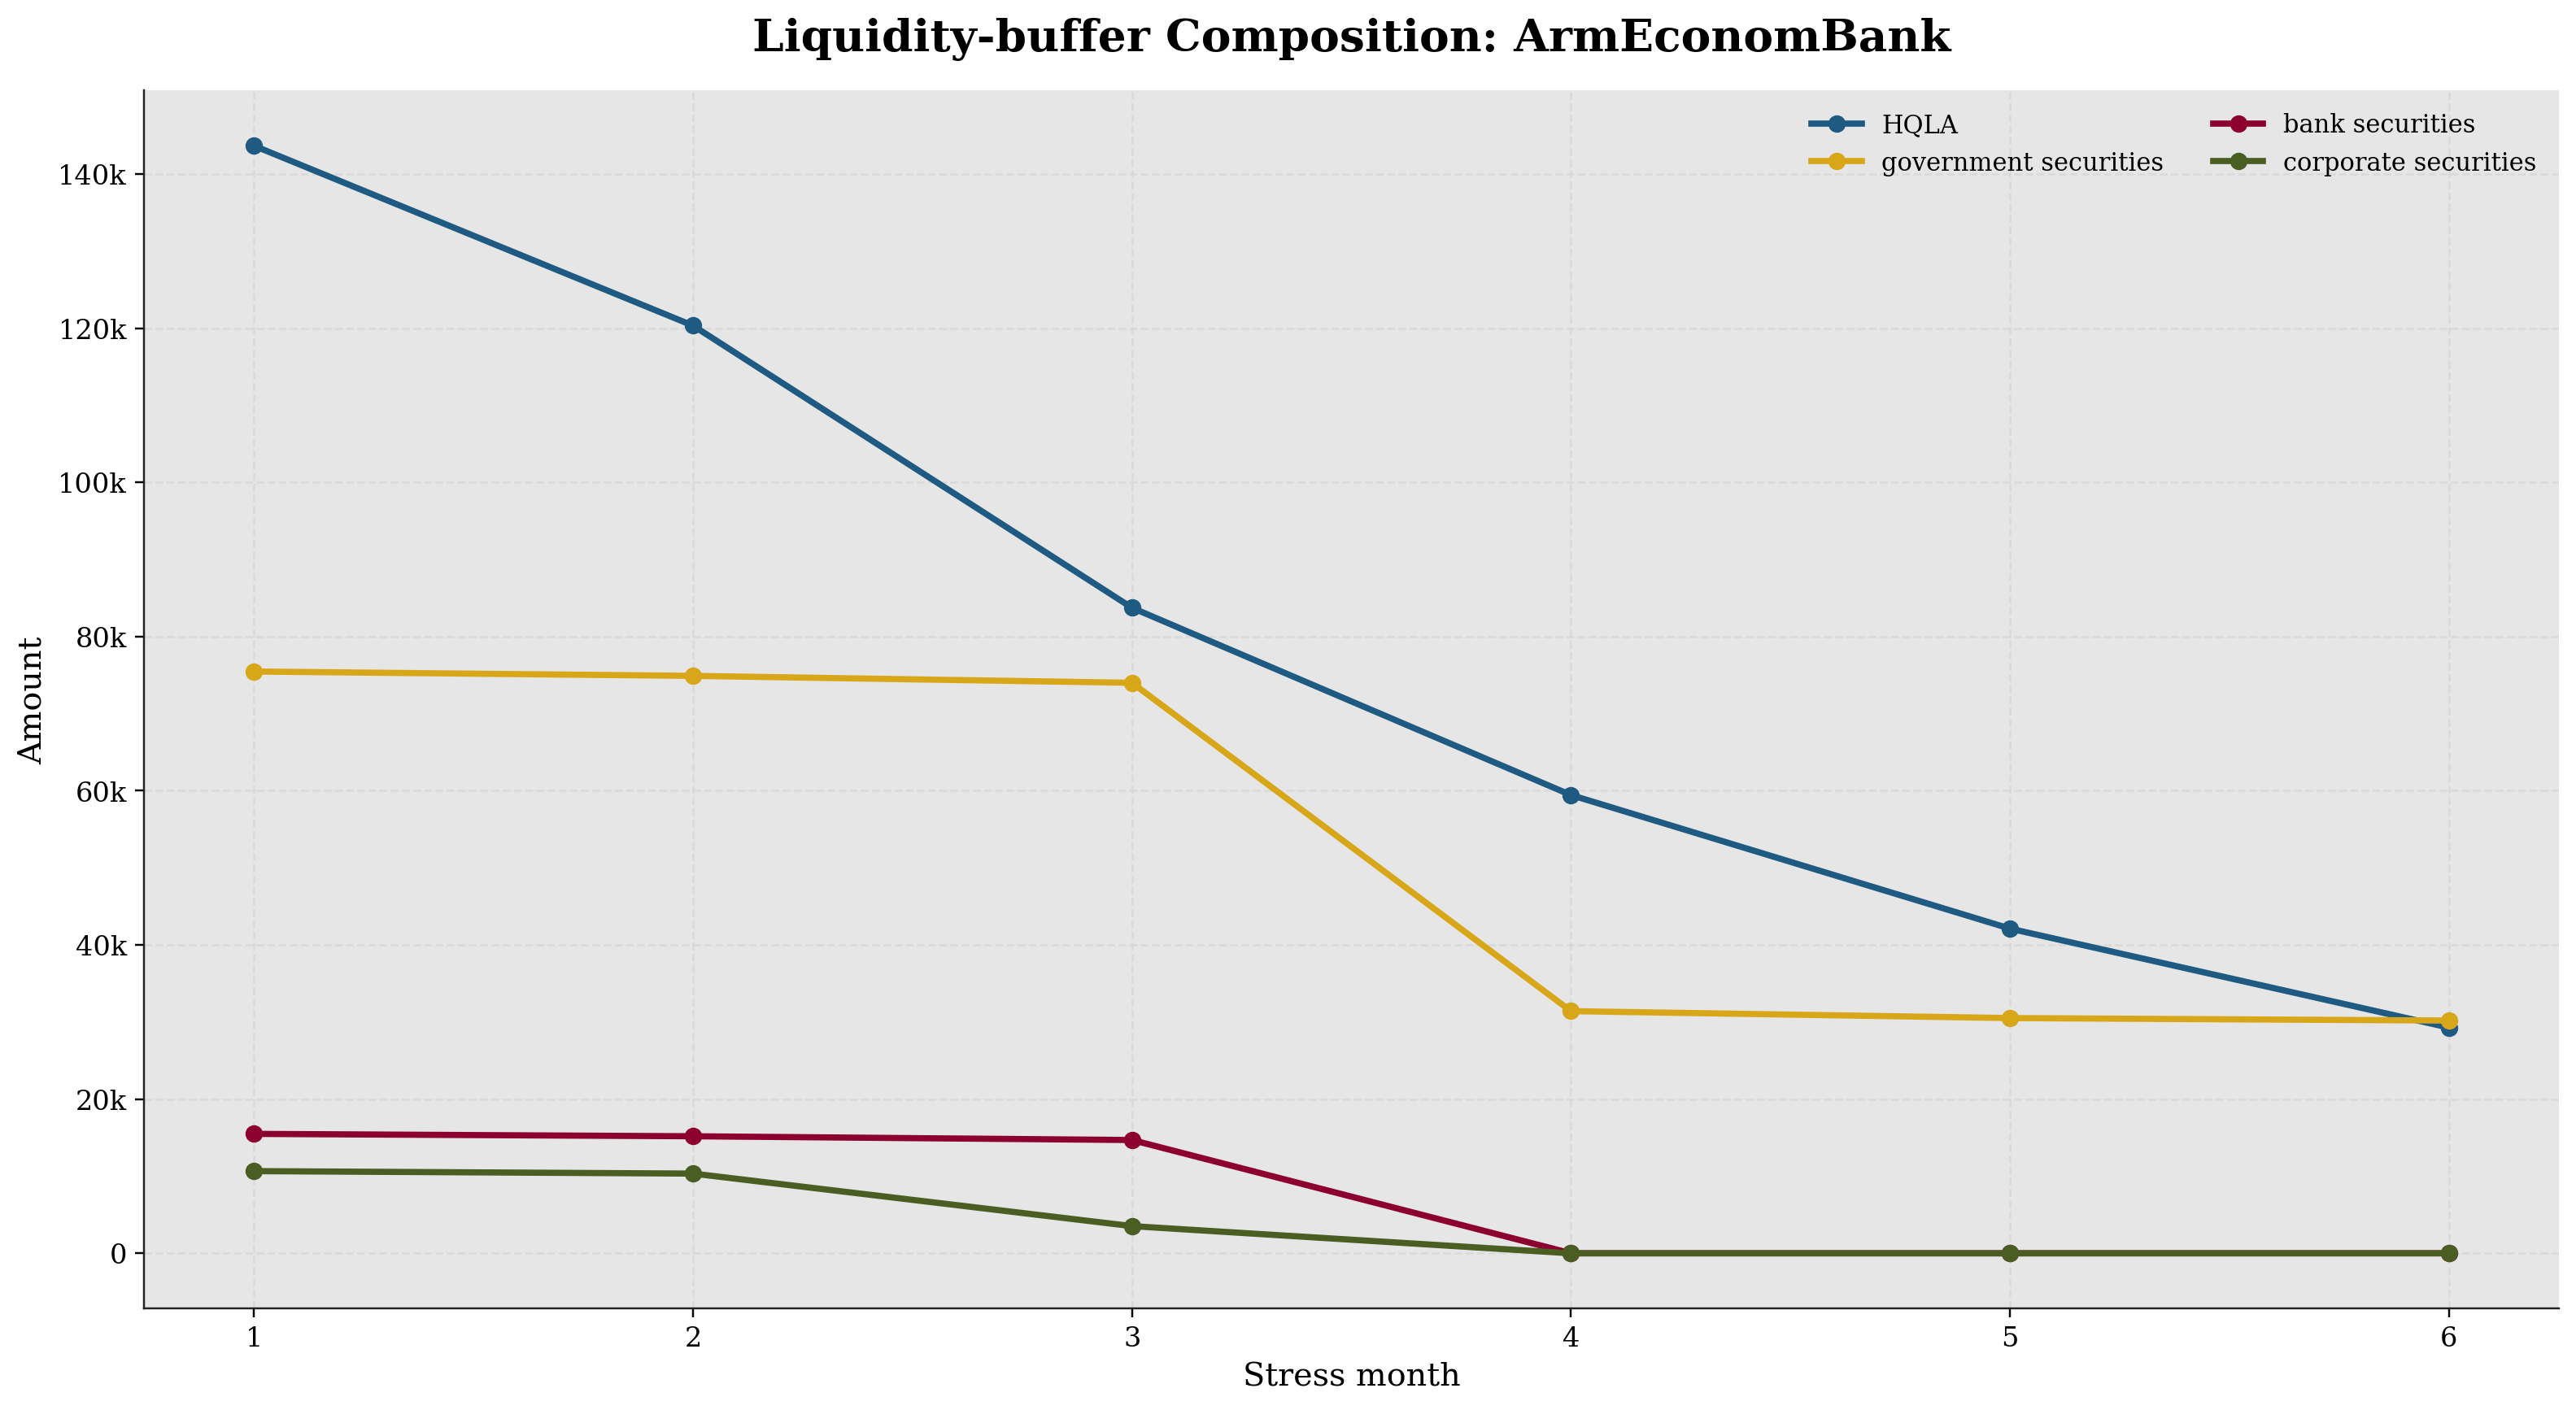 Liquidity-buffer Composition: ArmEconomBank
HQLA
government securities
bank securities
corporate securities
Amount
140k
120k
100k
80k
60k
40k
20k
0
1 2 3 4 5 6
Stress month